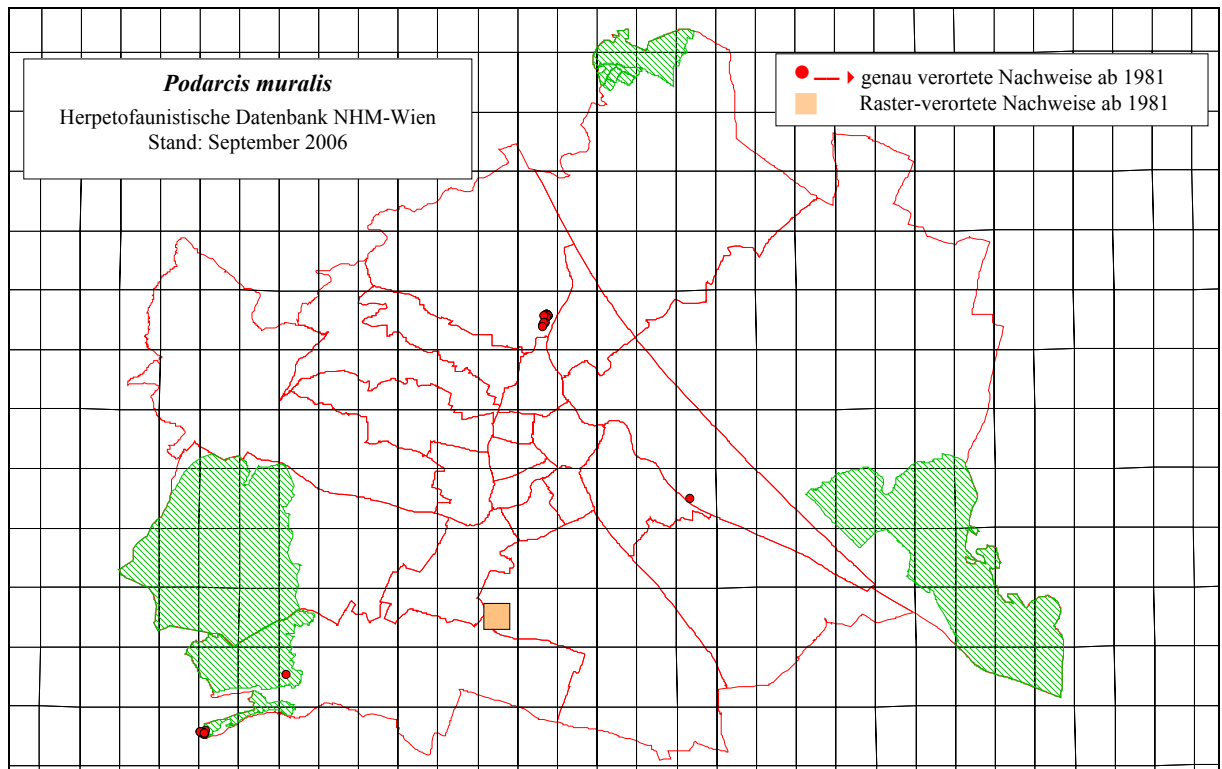 Podarcis muralis
Herpetofaunistische Datenbank NHM-Wien
Stand: September 2006
genau verortete Nachweise ab 1981
Raster-verortete Nachweise ab 1981